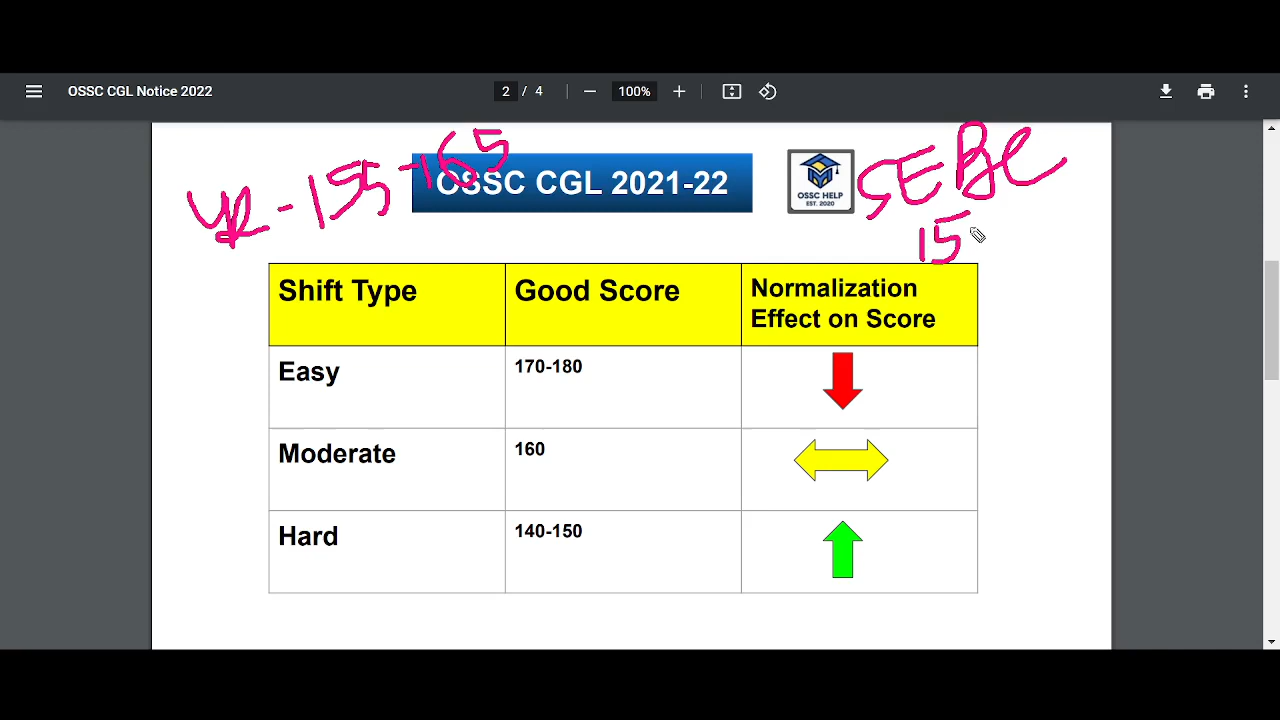 OSSC CGL Notice 2022
2 / 4
100%
UR - 155-165
OSSC CGL 2021-22
OSSC HELP
EST. 2020
SEBC
15
Shift Type Good Score Normalization Effect on Score
Easy 170-180
Moderate 160
Hard 140-150